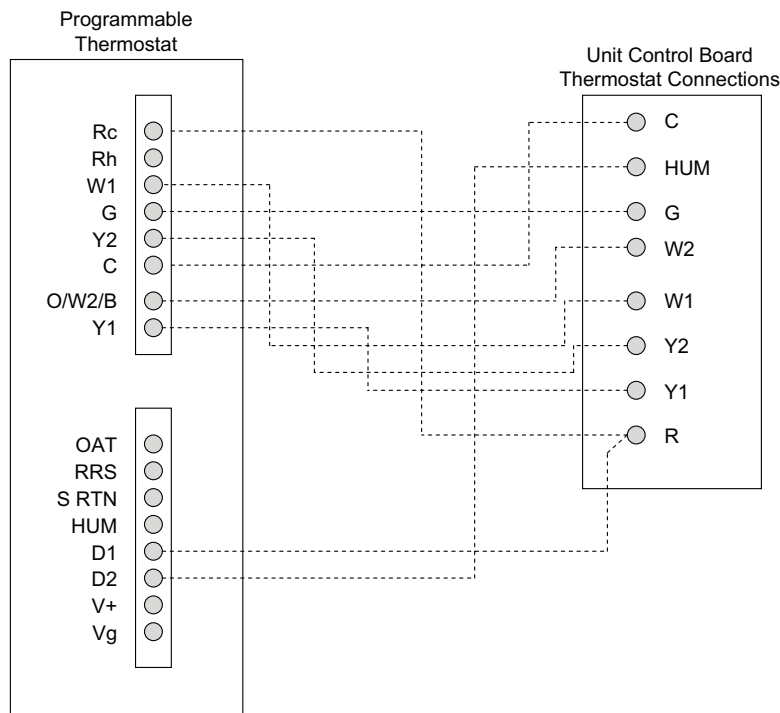 Programmable
Thermostat
Rc
Rh
W1
G
Y2
C
O/W2/B
Y1
OAT
RRS
S RTN
HUM
D1
D2
V+
Vg
Unit Control Board
Thermostat Connections
C
HUM
G
W2
W1
Y2
Y1
R